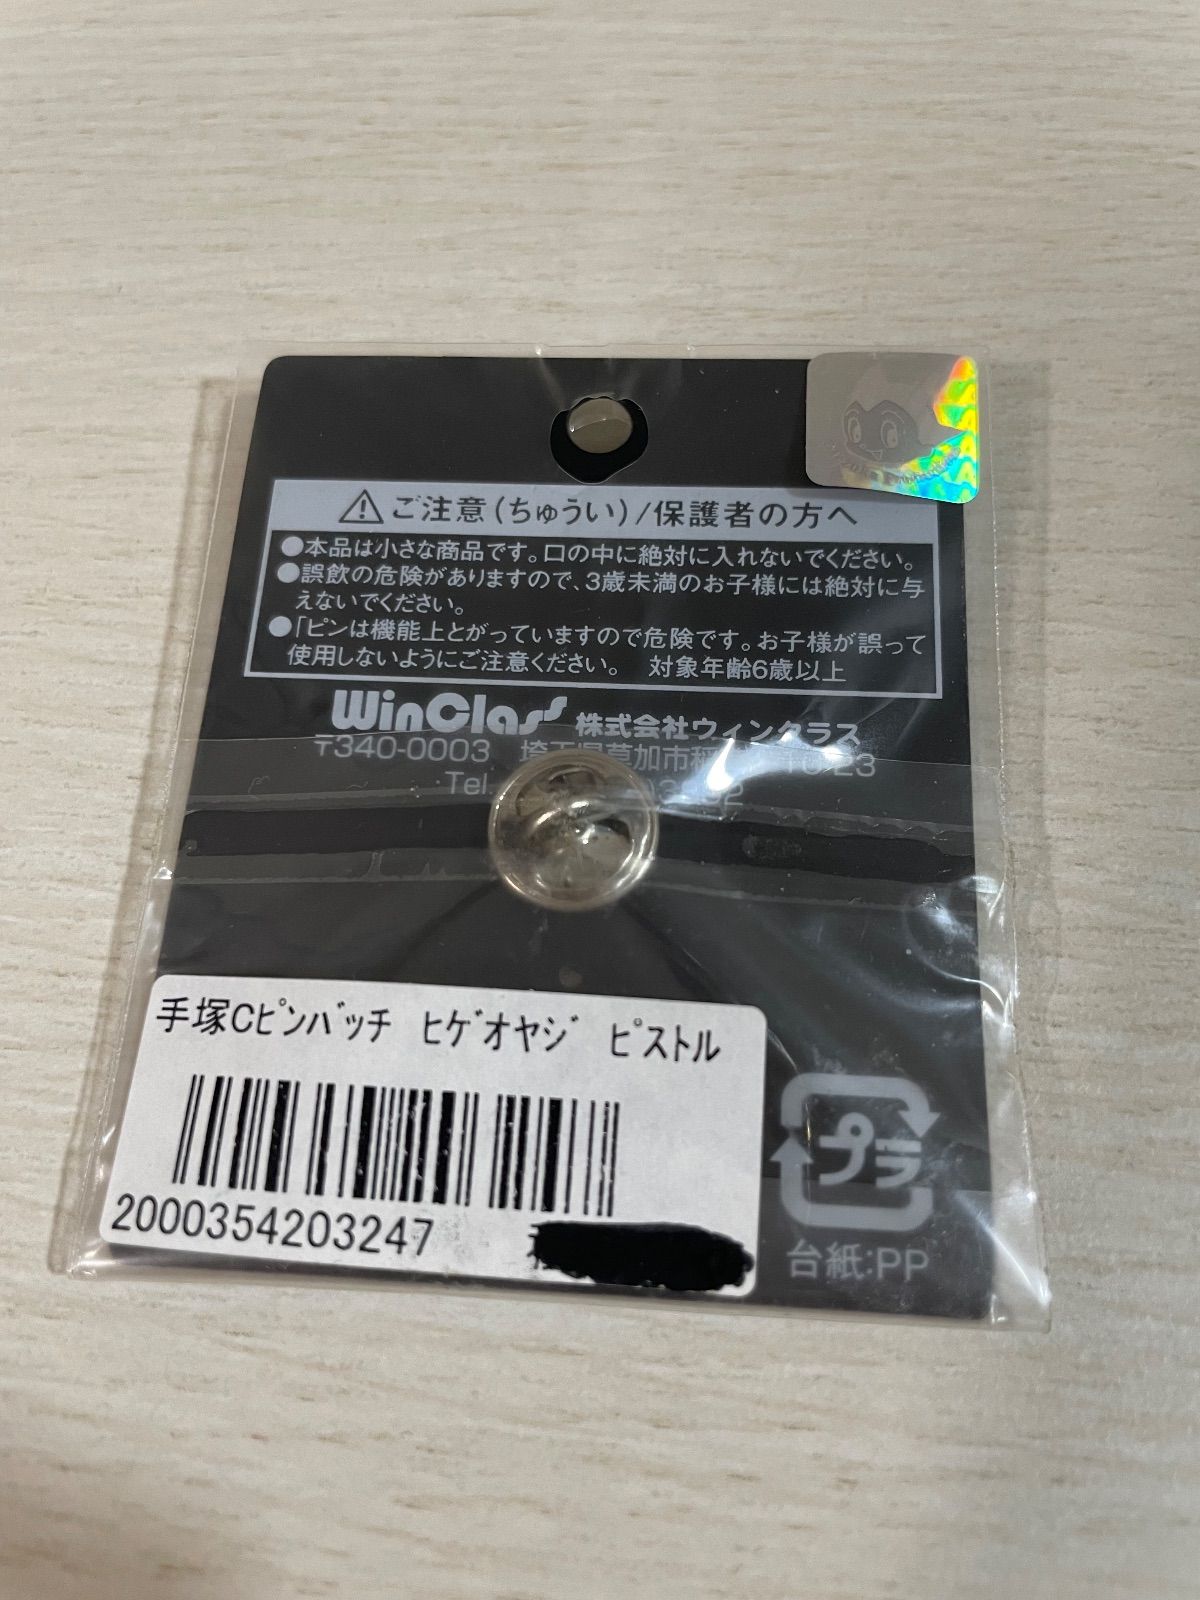 ⚠ご注意(ちゅうい)/保護者の方へ
●本品は小さな商品です。口の中に絶対に入れないでください。
●誤飲の危険がありますので、3歳未満のお子様には絶対に与
えないでください。
●「ピンは機能上とがっていますので危険です。お子様が誤って
使用しないようにご注意ください。 対象年齢6歳以上
WinClass 株式会社ウィンクラス
〒340-0003 埼玉県草加市稲
Tel.
手塚Cピンバッチ ヒゲオヤジ ピストル
2000354203247
プラ
台紙:PP